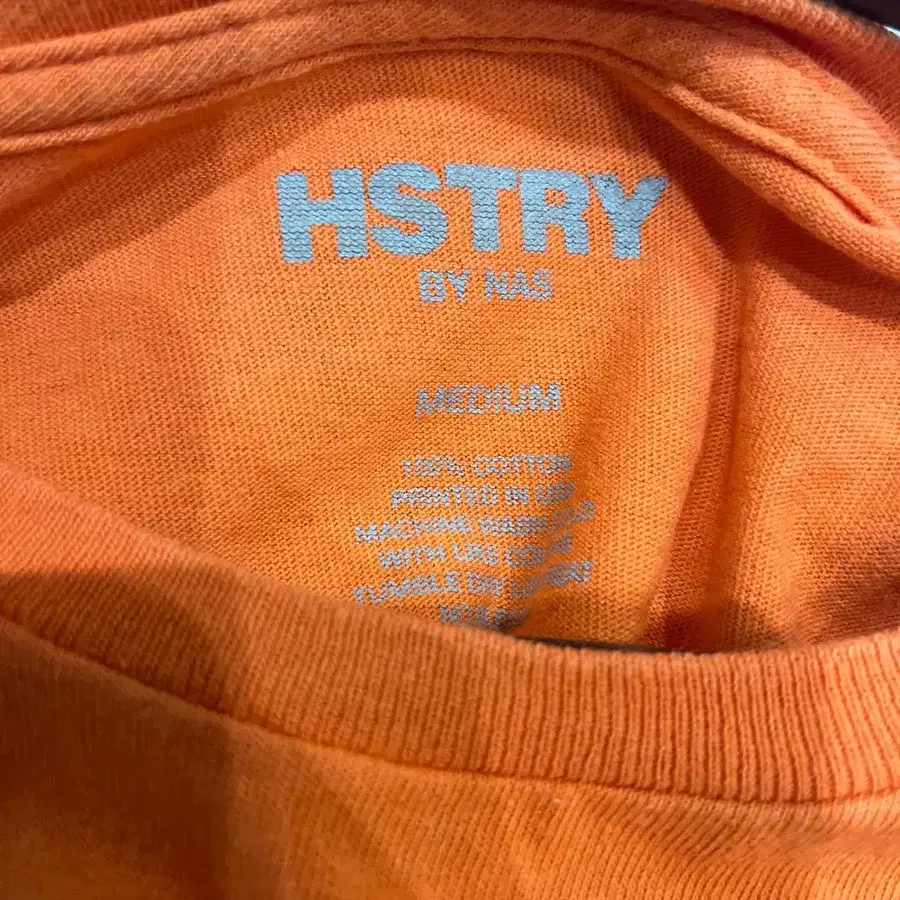 HSTRY
BY NAS
MEDIUM
100% COTTON
PRINTED IN USA
MACHINE WASH COLD
WITH LIKE COLORS
TUMBLE DRY LOW HEAT